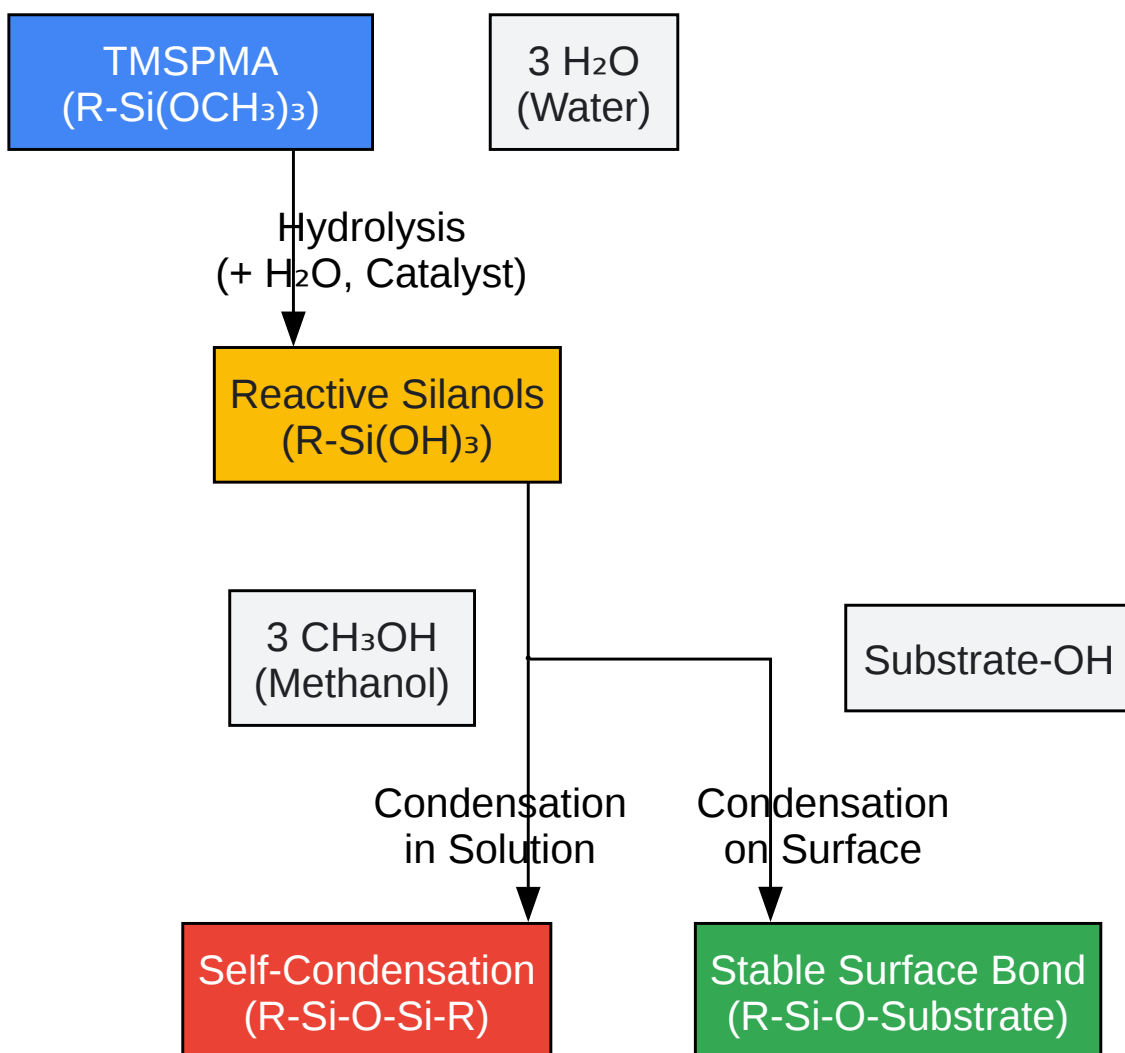 TMSPMA
(R-Si(OCH₃)₃)
3 H₂O
(Water)
Hydrolysis
(+ H₂O, Catalyst)
Reactive Silanols
(R-Si(OH)₃)
3 CH₃OH
(Methanol)
Substrate-OH
Condensation
in Solution
Condensation
on Surface
Self-Condensation
(R-Si-O-Si-R)
Stable Surface Bond
(R-Si-O-Substrate)